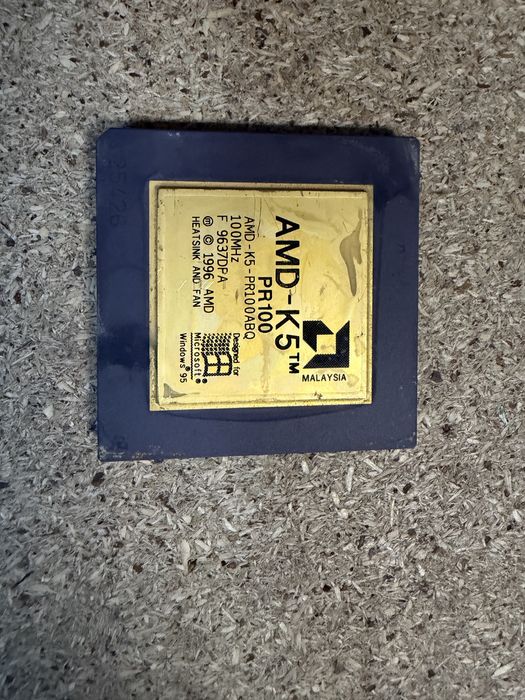 MALAYSIA
AMD-K5™
PR100
AMD-K5-PR100ABQ
100MHz
F 9637DPA
ⓜ © 1996 AMD
HEATSINK AND FAN
Designed for
Microsoft®
Windows®95